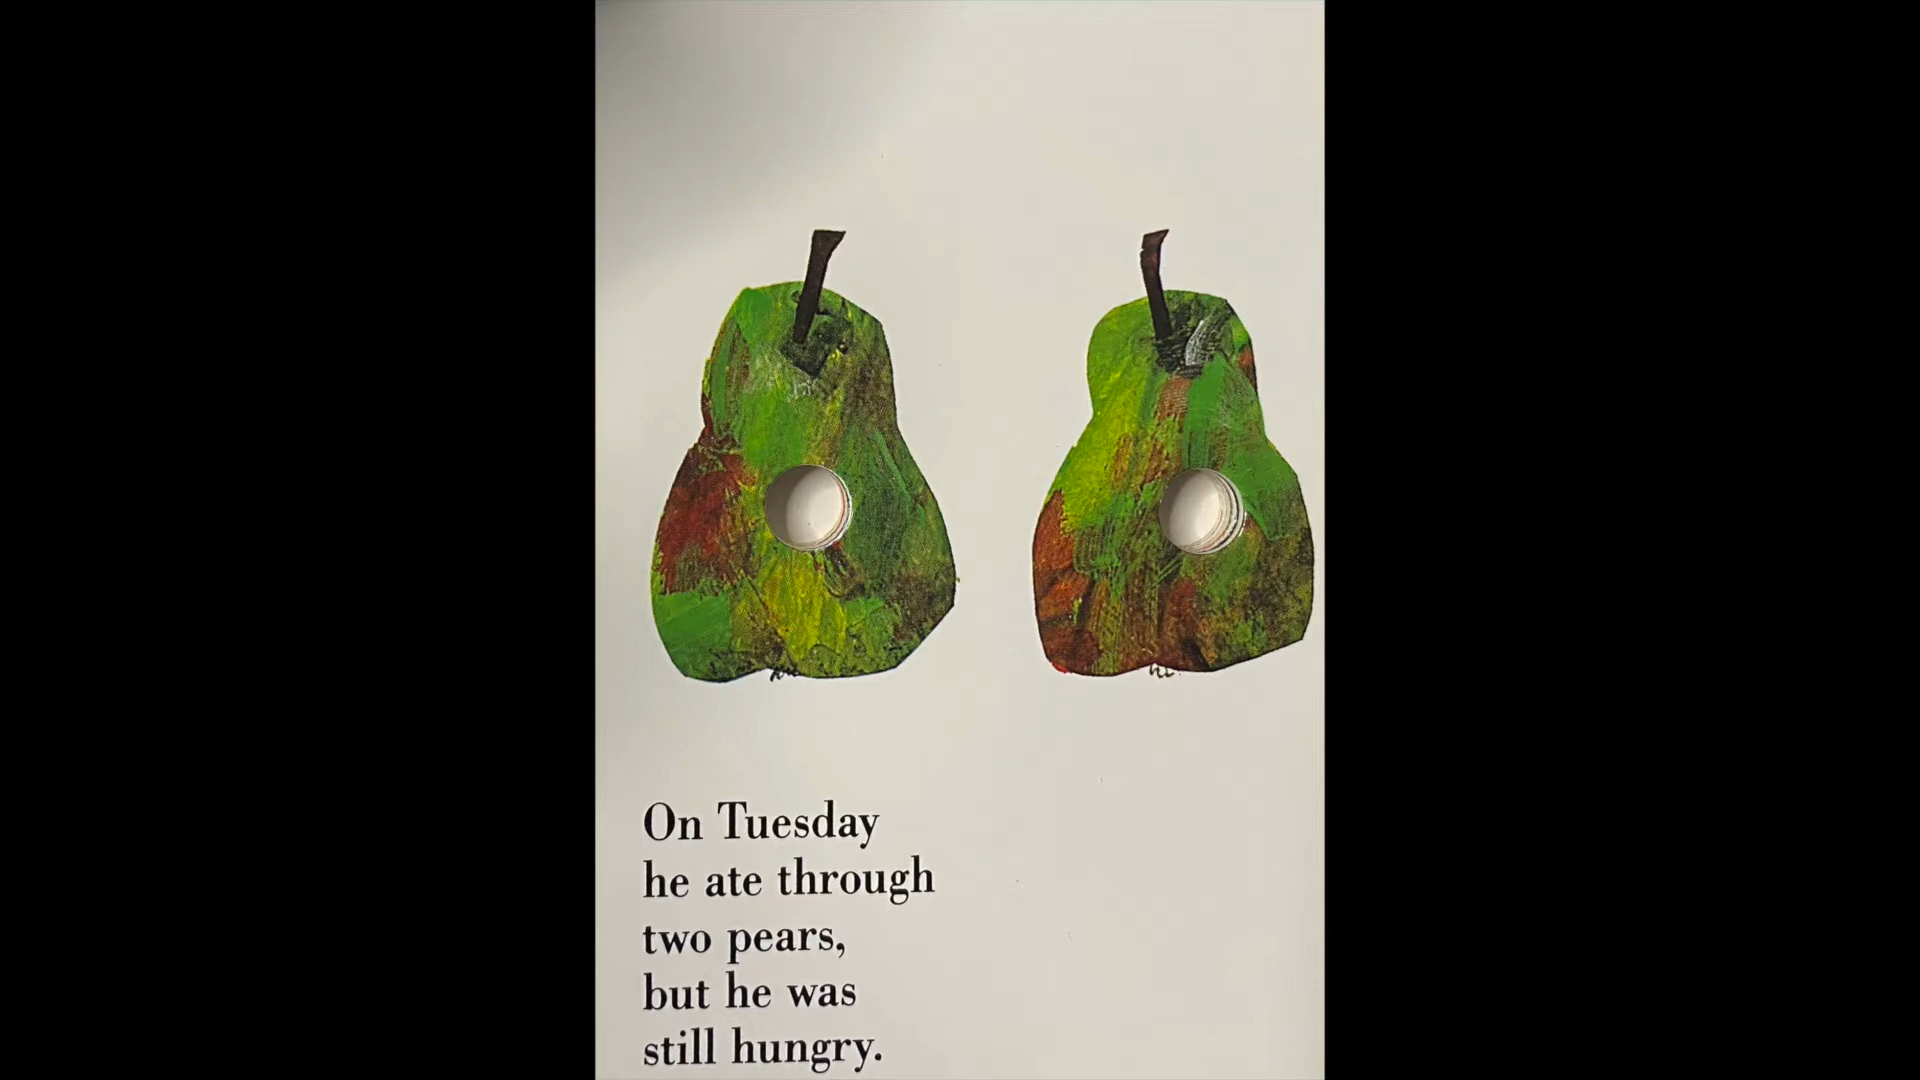 On Tuesday
he ate through
two pears,
but he was
still hungry.